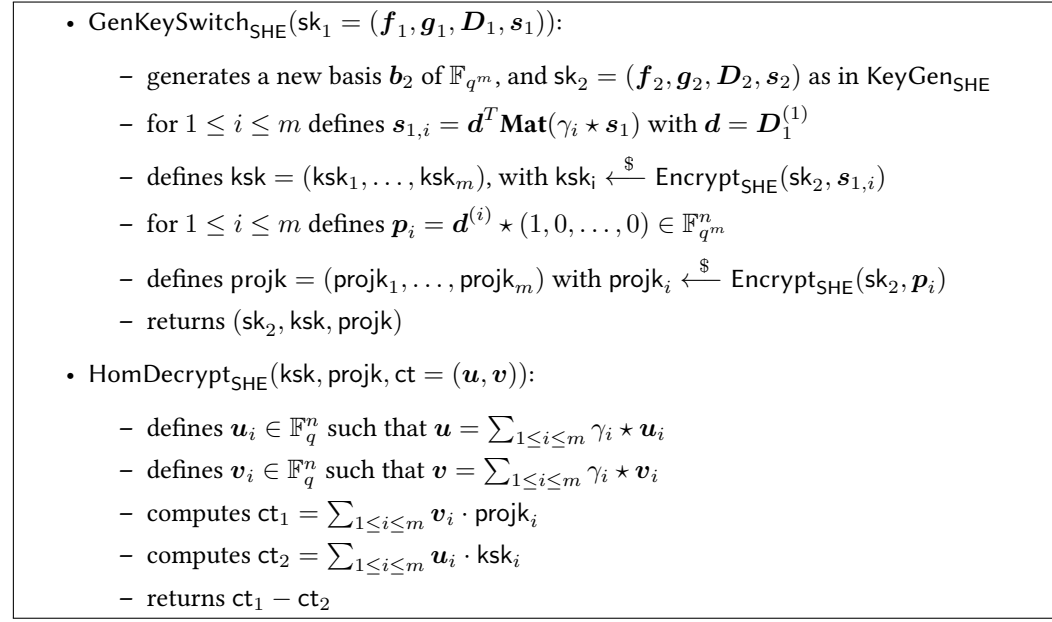 • GenKeySwitch_SHE(sk_1 = (f_1, g_1, D_1, s_1)):
– generates a new basis b_2 of 𝔽_{q^m}, and sk_2 = (f_2, g_2, D_2, s_2) as in KeyGen_SHE
– for 1 ≤ i ≤ m defines s_{1,i} = d^T Mat(γ_i ⋆ s_1) with d = D_1^{(1)}
– defines ksk = (ksk_1, …, ksk_m), with ksk_i ←$ Encrypt_SHE(sk_2, s_{1,i})
– for 1 ≤ i ≤ m defines p_i = d^{(i)} ⋆ (1, 0, …, 0) ∈ 𝔽_{q^m}^n
– defines projk = (projk_1, …, projk_m) with projk_i ←$ Encrypt_SHE(sk_2, p_i)
– returns (sk_2, ksk, projk)
• HomDecrypt_SHE(ksk, projk, ct = (u, v)):
– defines u_i ∈ 𝔽_q^n such that u = ∑_{1≤i≤m} γ_i ⋆ u_i
– defines v_i ∈ 𝔽_q^n such that v = ∑_{1≤i≤m} γ_i ⋆ v_i
– computes ct_1 = ∑_{1≤i≤m} v_i · projk_i
– computes ct_2 = ∑_{1≤i≤m} u_i · ksk_i
– returns ct_1 − ct_2